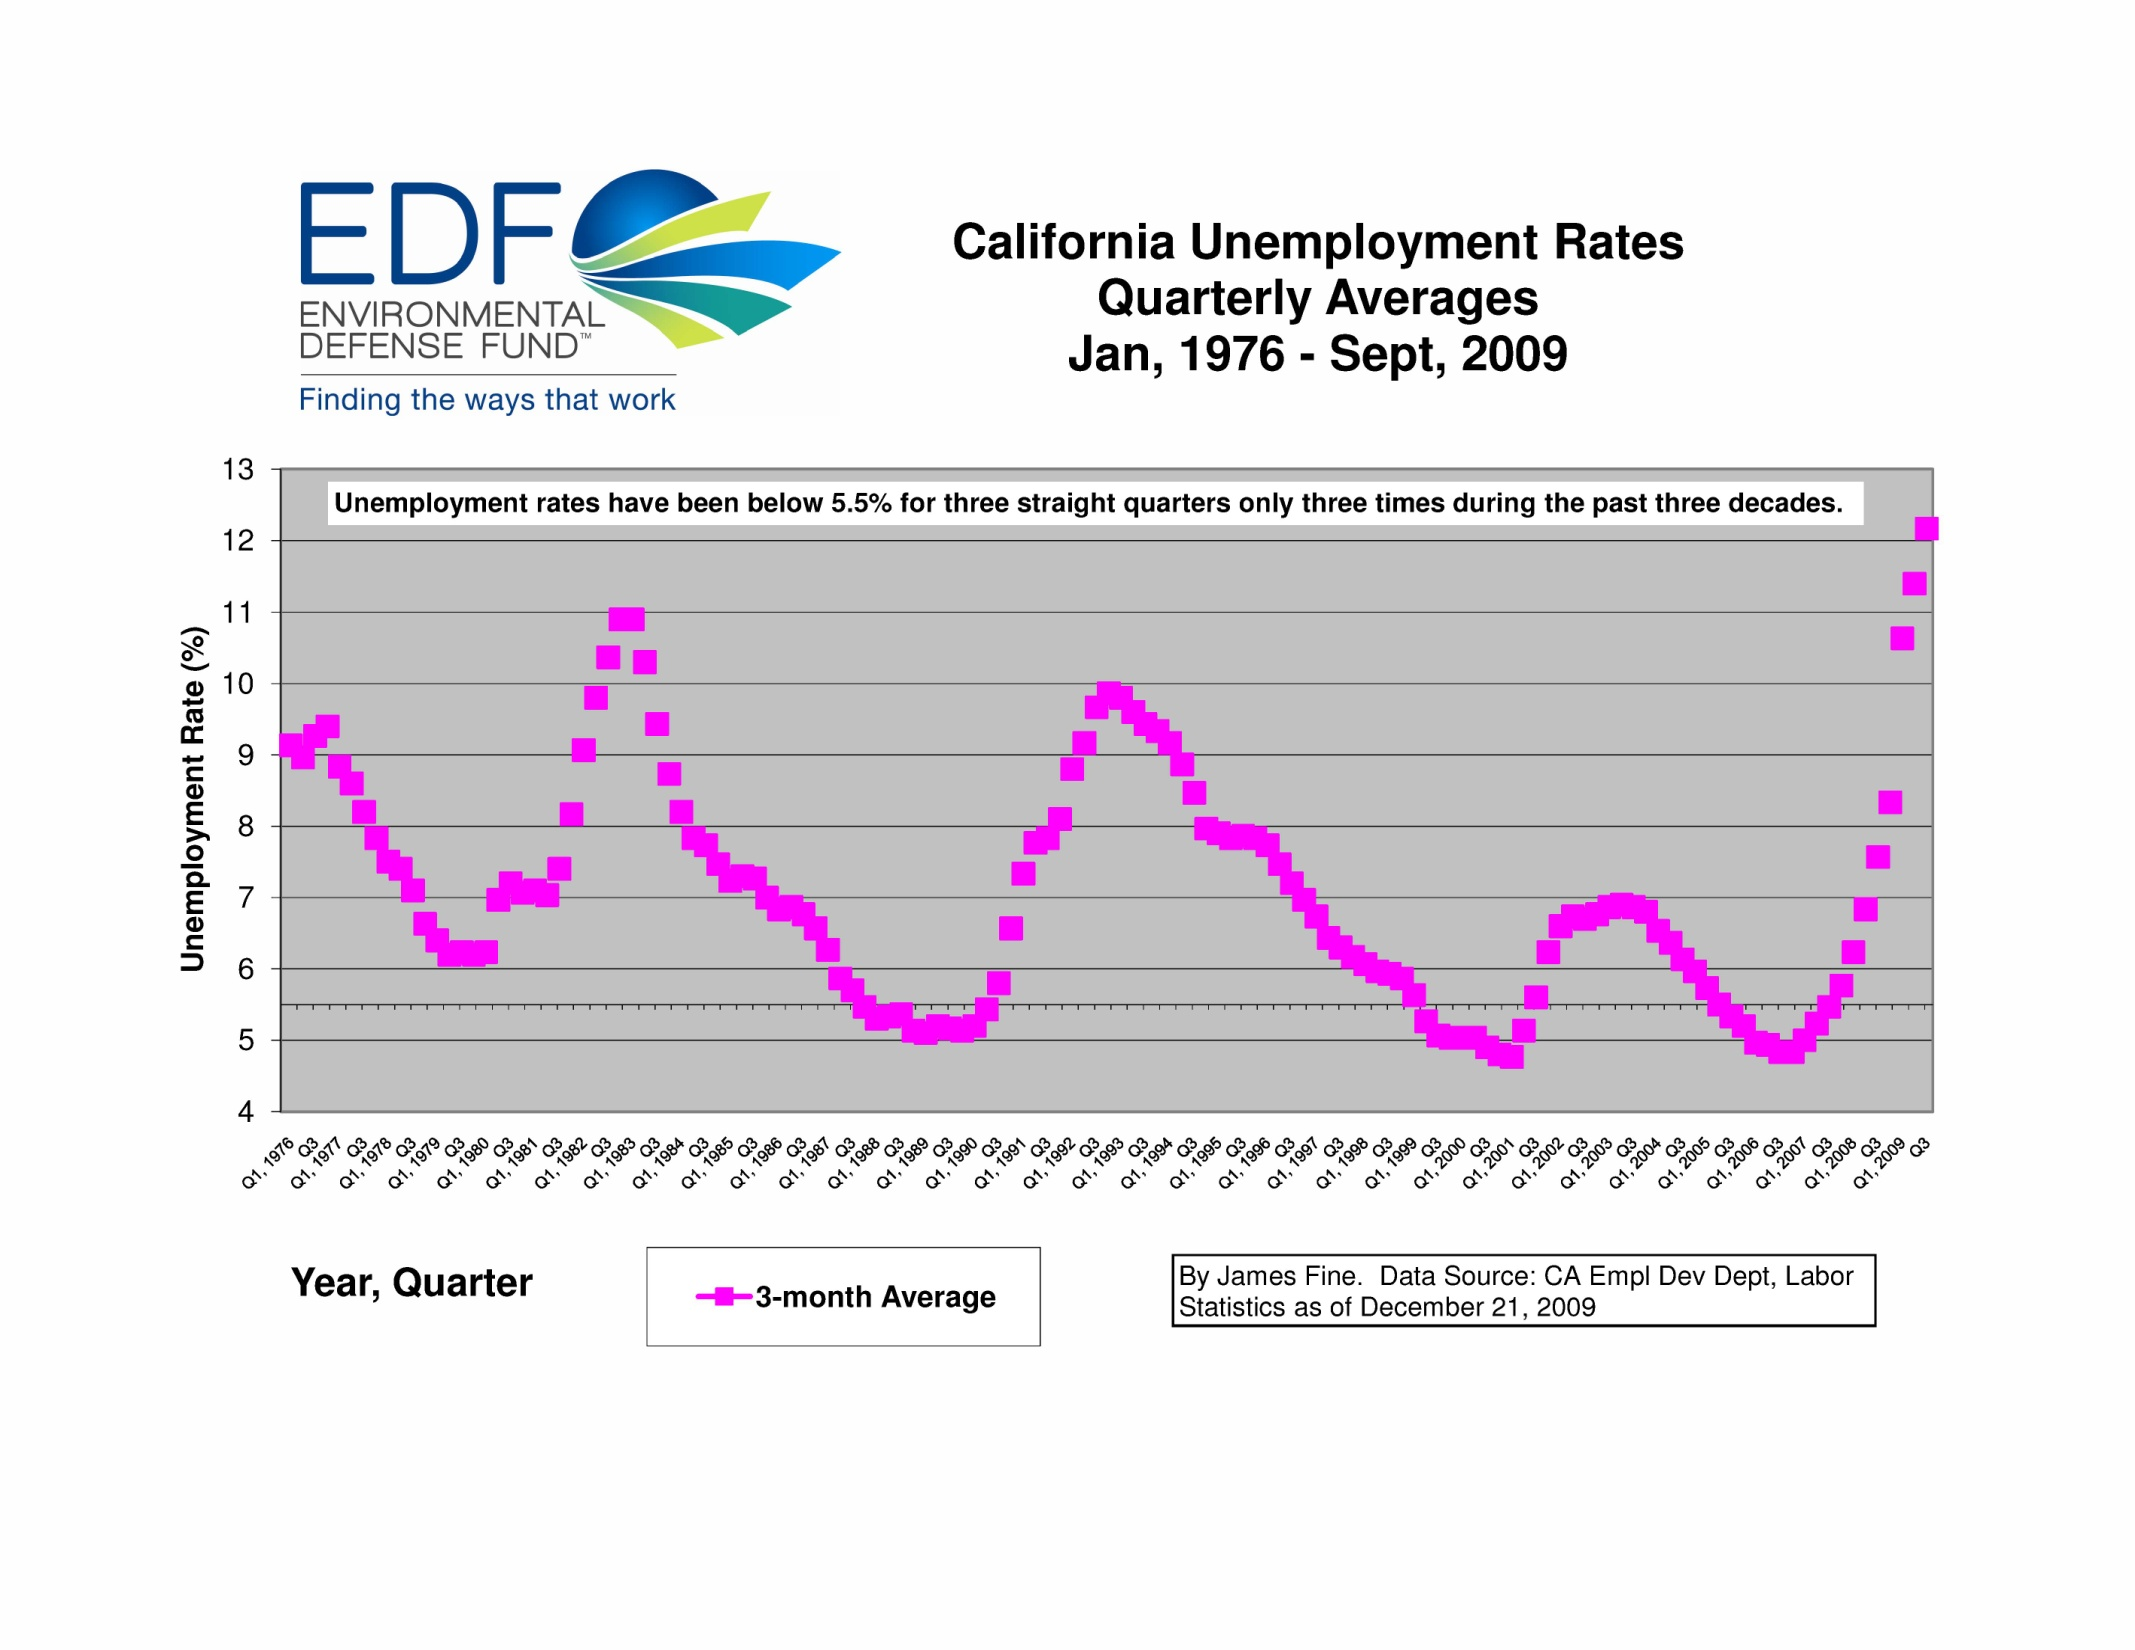 EDF
ENVIRONMENTAL
DEFENSE FUND™
Finding the ways that work
California Unemployment Rates
Quarterly Averages
Jan, 1976 - Sept, 2009
Unemployment rates have been below 5.5% for three straight quarters only three times during the past three decades.
Unemployment Rate (%)
13
12
11
10
9
8
7
6
5
4
Q1, 1976
Q3
Q1, 1977
Q3
Q1, 1978
Q3
Q1, 1979
Q3
Q1, 1980
Q3
Q1, 1981
Q3
Q1, 1982
Q3
Q1, 1983
Q3
Q1, 1984
Q3
Q1, 1985
Q3
Q1, 1986
Q3
Q1, 1987
Q3
Q1, 1988
Q3
Q1, 1989
Q3
Q1, 1990
Q3
Q1, 1991
Q3
Q1, 1992
Q3
Q1, 1993
Q3
Q1, 1994
Q3
Q1, 1995
Q3
Q1, 1996
Q3
Q1, 1997
Q3
Q1, 1998
Q3
Q1, 1999
Q3
Q1, 2000
Q3
Q1, 2001
Q3
Q1, 2002
Q3
Q1, 2003
Q3
Q1, 2004
Q3
Q1, 2005
Q3
Q1, 2006
Q3
Q1, 2007
Q3
Q1, 2008
Q3
Q1, 2009
Q3
Year, Quarter
3-month Average
By James Fine.  Data Source: CA Empl Dev Dept, Labor
Statistics as of December 21, 2009